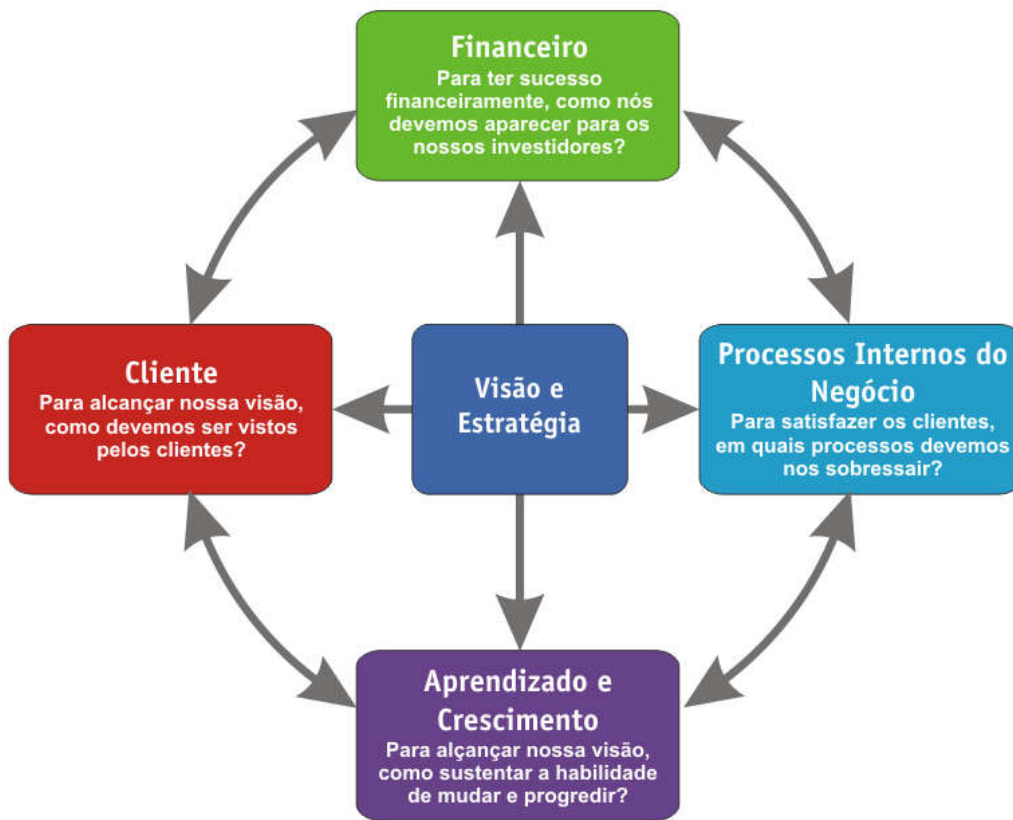 Financeiro
Para ter sucesso
financeiramente, como nós
devemos aparecer para os
nossos investidores?
Cliente
Para alcançar nossa visão,
como devemos ser vistos
pelos clientes?
Visão e
Estratégia
Processos Internos do
Negócio
Para satisfazer os clientes,
em quais processos devemos
nos sobressair?
Aprendizado e
Crescimento
Para alçançar nossa visão,
como sustentar a habilidade
de mudar e progredir?